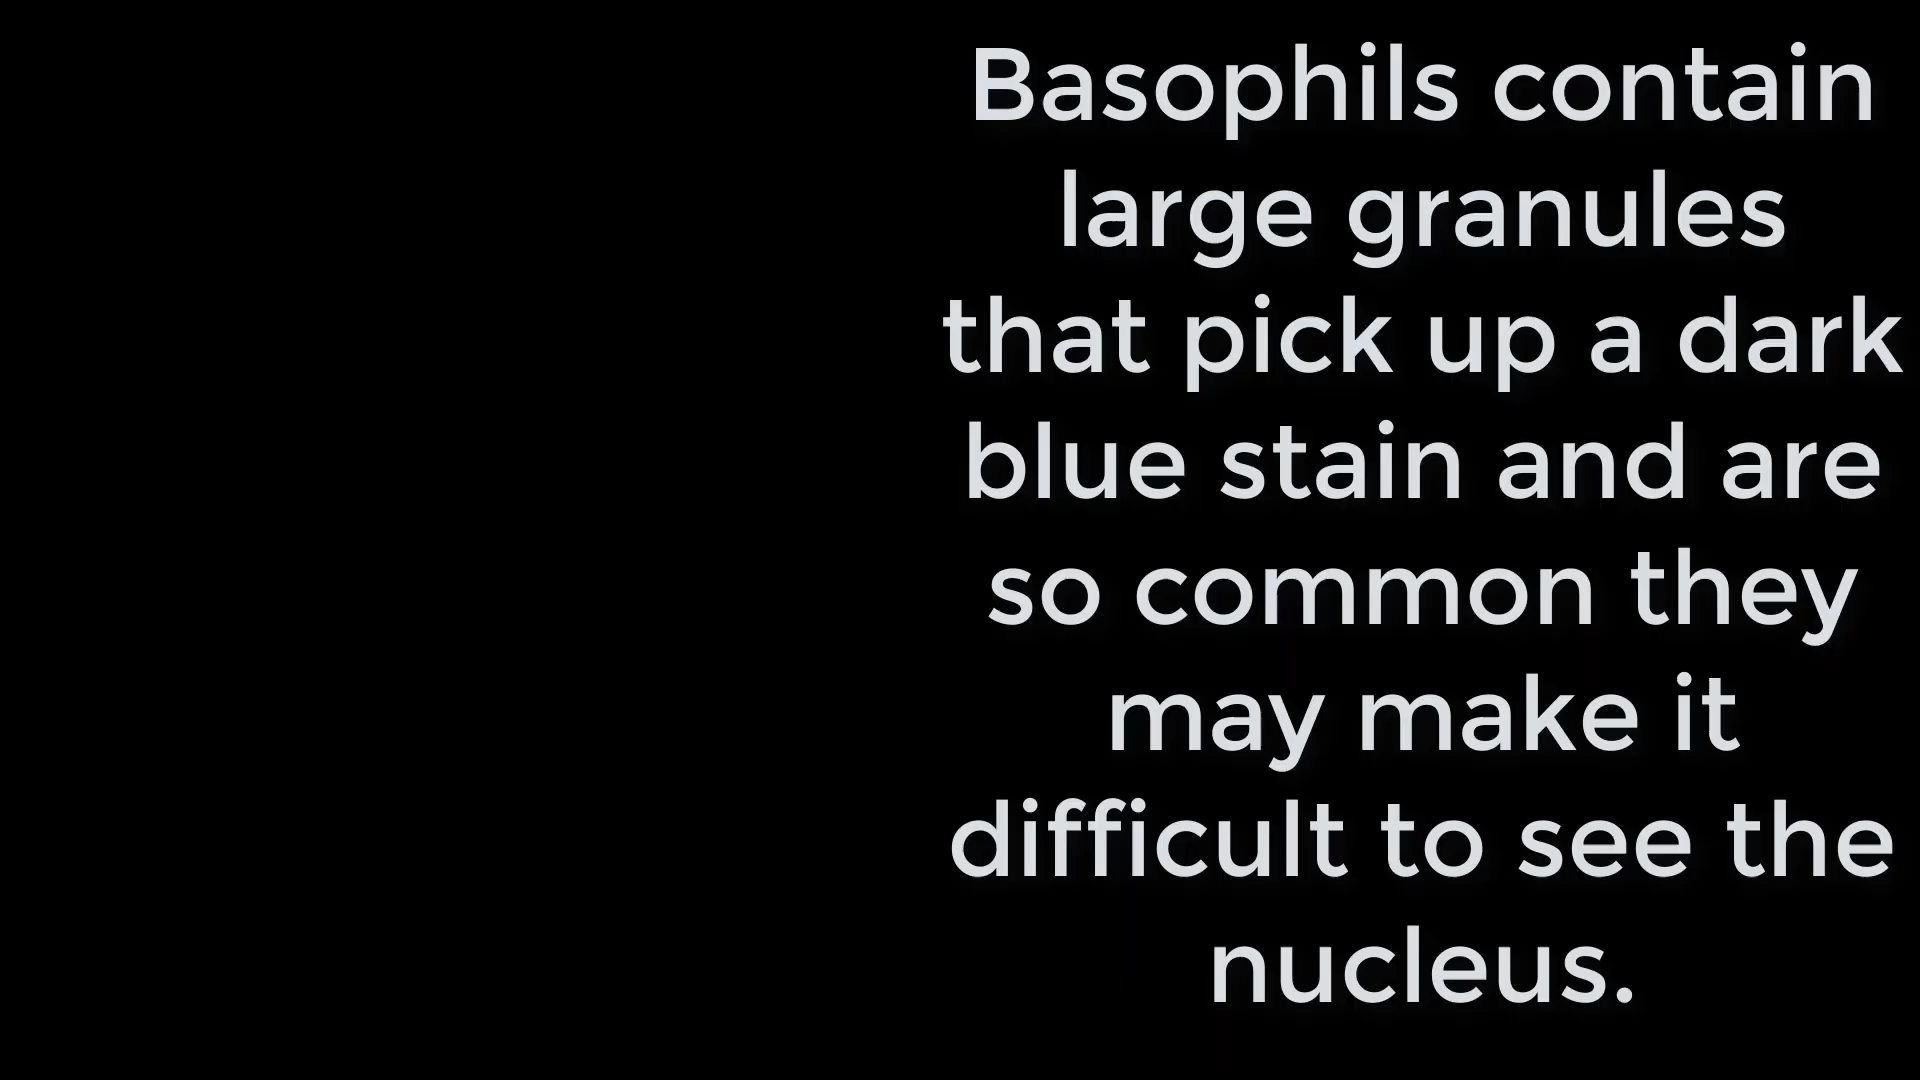 Basophils contain
large granules
that pick up a dark
blue stain and are
so common they
may make it
difficult to see the
nucleus.